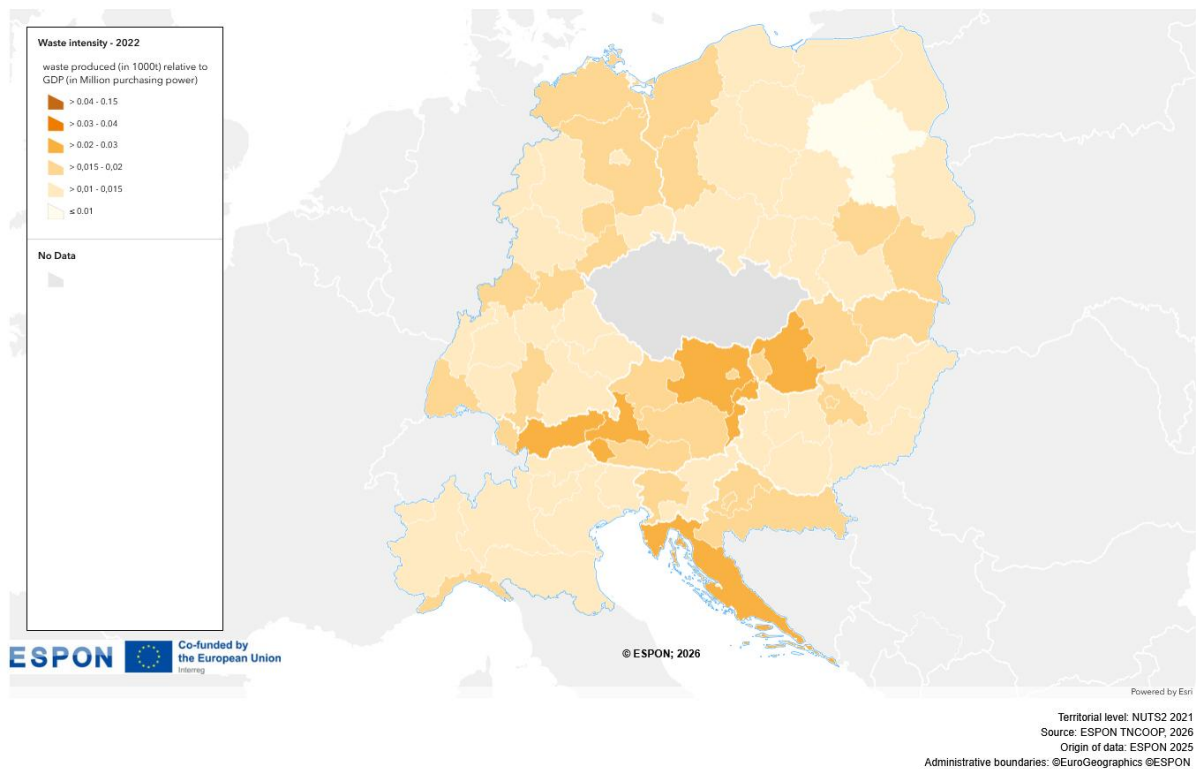 Waste intensity - 2022
waste produced (in 1000t) relative to
GDP (in Million purchasing power)
> 0.04 - 0.15
> 0.03 - 0.04
> 0.02 - 0.03
> 0,015 - 0,02
> 0,01 - 0,015
≤ 0.01
No Data
ESPON
Co-funded by
the European Union
Interreg
© ESPON; 2026
Powered by Esri
Territorial level: NUTS2 2021
Source: ESPON TNCOOP, 2026
Origin of data: ESPON 2025
Administrative boundaries: ©EuroGeographics ©ESPON